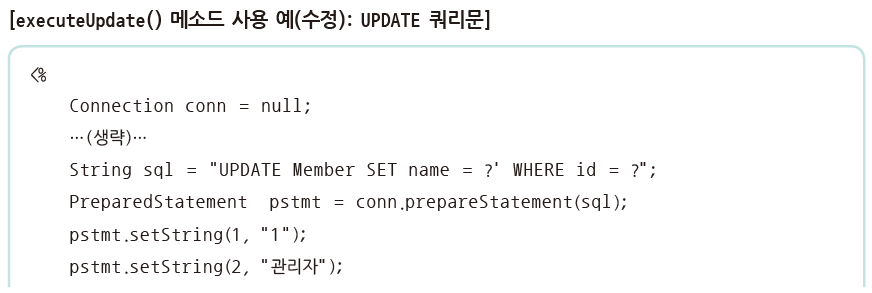 [executeUpdate() 메소드 사용 예(수정): UPDATE 쿼리문]
<%
Connection conn = null;
…(생략)…
String sql = "UPDATE Member SET name = ?' WHERE id = ?";
PreparedStatement  pstmt = conn.prepareStatement(sql);
pstmt.setString(1, "1");
pstmt.setString(2, "관리자");